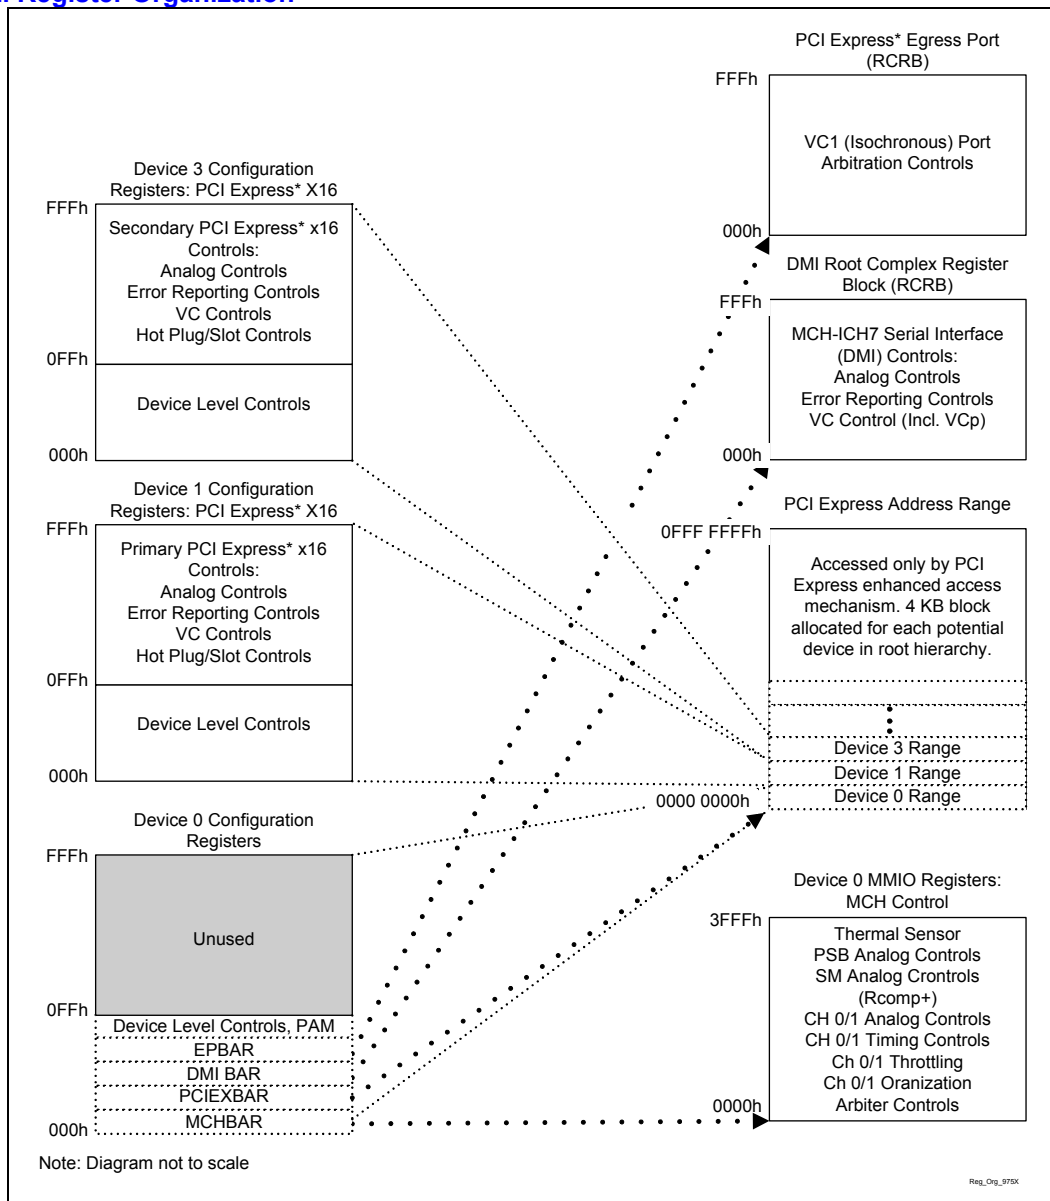 Register Organization
PCI Express* Egress Port
(RCRB)
FFFh
VC1 (Isochronous) Port
Arbitration Controls
000h
Device 3 Configuration
Registers: PCI Express* X16
FFFh
Secondary PCI Express* x16
Controls:
Analog Controls
Error Reporting Controls
VC Controls
Hot Plug/Slot Controls
0FFh
Device Level Controls
000h
DMI Root Complex Register
Block (RCRB)
FFFh
MCH-ICH7 Serial Interface
(DMI) Controls:
Analog Controls
Error Reporting Controls
VC Control (Incl. VCp)
000h
Device 1 Configuration
Registers: PCI Express* X16
FFFh
Primary PCI Express* x16
Controls:
Analog Controls
Error Reporting Controls
VC Controls
Hot Plug/Slot Controls
0FFh
Device Level Controls
000h
PCI Express Address Range
0FFF FFFFh
Accessed only by PCI
Express enhanced access
mechanism. 4 KB block
allocated for each potential
device in root hierarchy.
Device 3 Range
Device 1 Range
Device 0 Range
0000 0000h
Device 0 Configuration
Registers
FFFh
Unused
0FFh
Device Level Controls, PAM
EPBAR
DMI BAR
PCIEXBAR
MCHBAR
000h
Device 0 MMIO Registers:
MCH Control
3FFFh
Thermal Sensor
PSB Analog Controls
SM Analog Crontrols
(Rcomp+)
CH 0/1 Analog Controls
CH 0/1 Timing Controls
Ch 0/1 Throttling
Ch 0/1 Oranization
Arbiter Controls
0000h
Note: Diagram not to scale
Reg_Org_975X